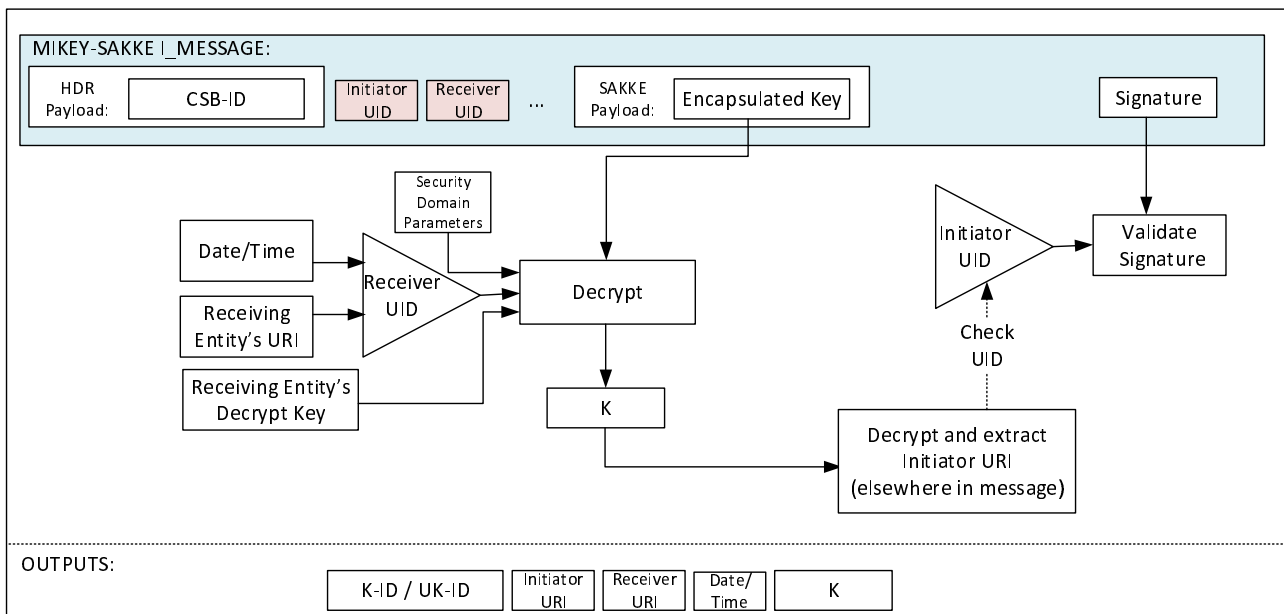 MIKEY-SAKKE I_MESSAGE:
HDR
Payload:
CSB-ID
Initiator
UID
Receiver
UID
...
SAKKE
Payload:
Encapsulated Key
Signature
Security
Domain
Parameters
Date/Time
Receiving
Entity’s URI
Receiver
UID
Receiving Entity’s
Decrypt Key
Decrypt
K
Initiator
UID
Validate
Signature
Check
UID
Decrypt and extract
Initiator URI
(elsewhere in message)
OUTPUTS:
K-ID / UK-ID
Initiator
URI
Receiver
URI
Date/
Time
K